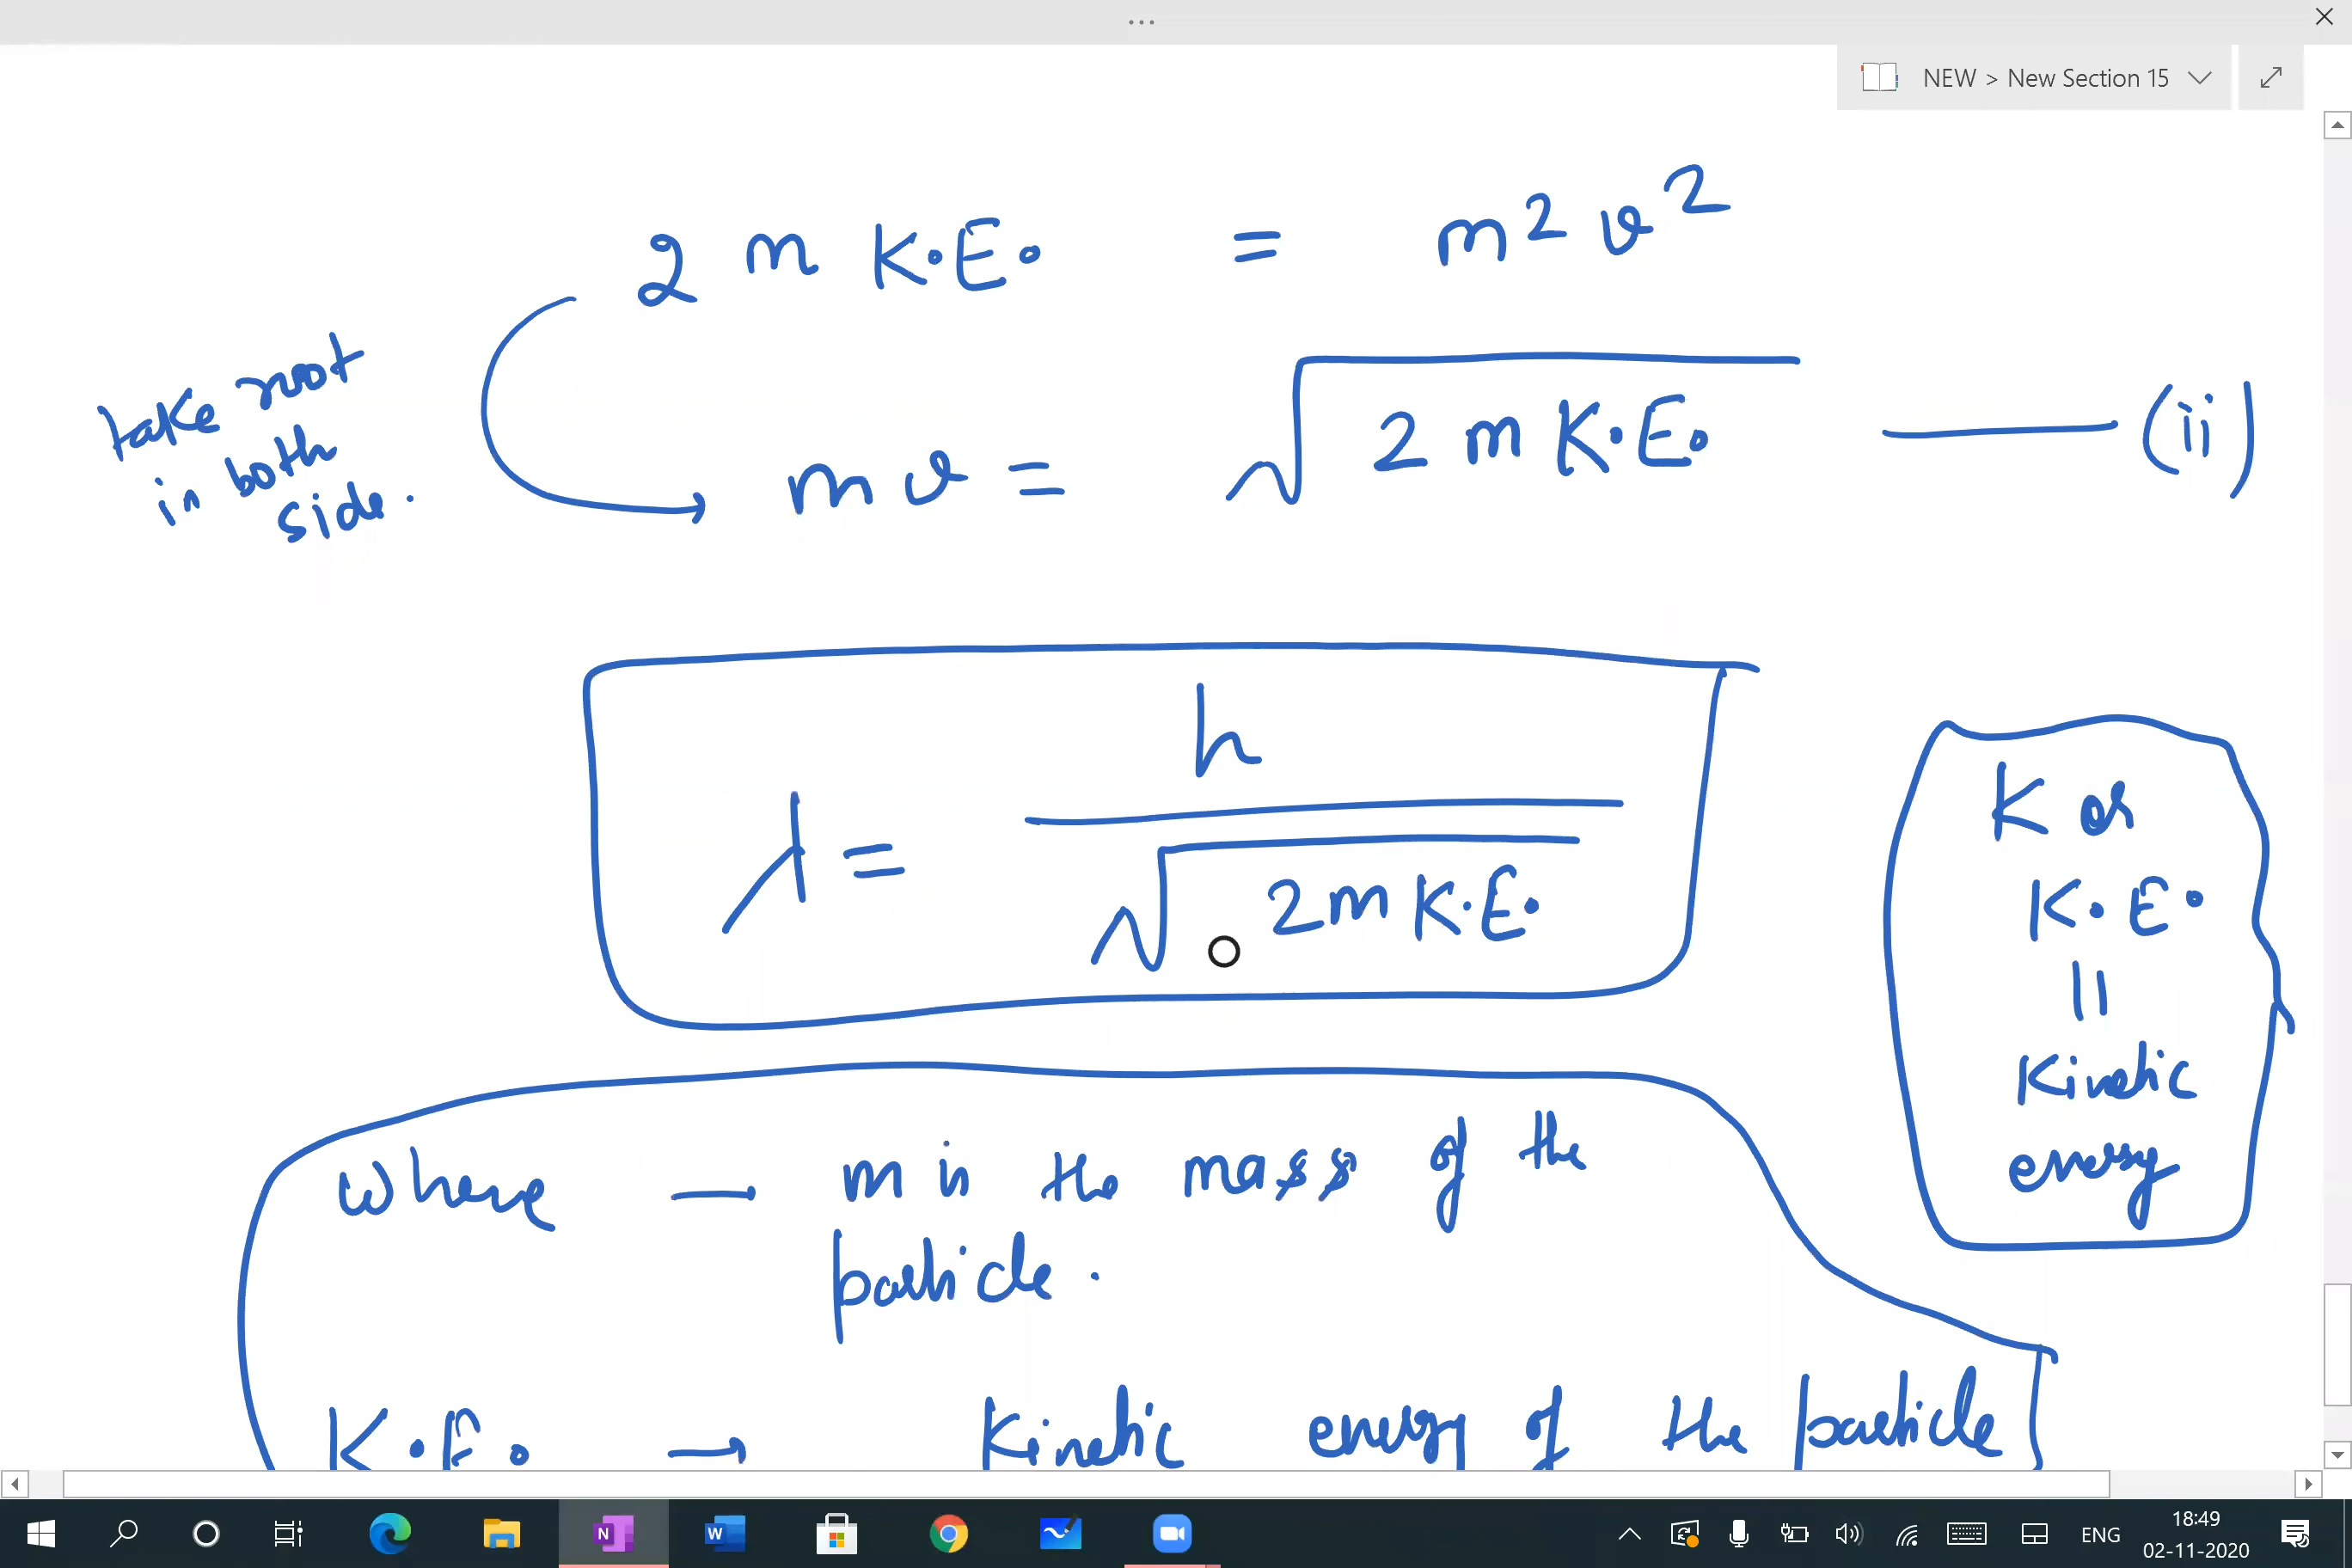 NEW > New Section 15
2 m K.E. = m² v²
take root
in both
side.
mv = √2 m K.E. —— (ii)
λ = h / √2m K.E.
K or
K.E.
=
Kinetic
energy
Where → m is the mass of the
particle.
K.E. → Kinetic energy of the particle
ENG
18:49
02-11-2020